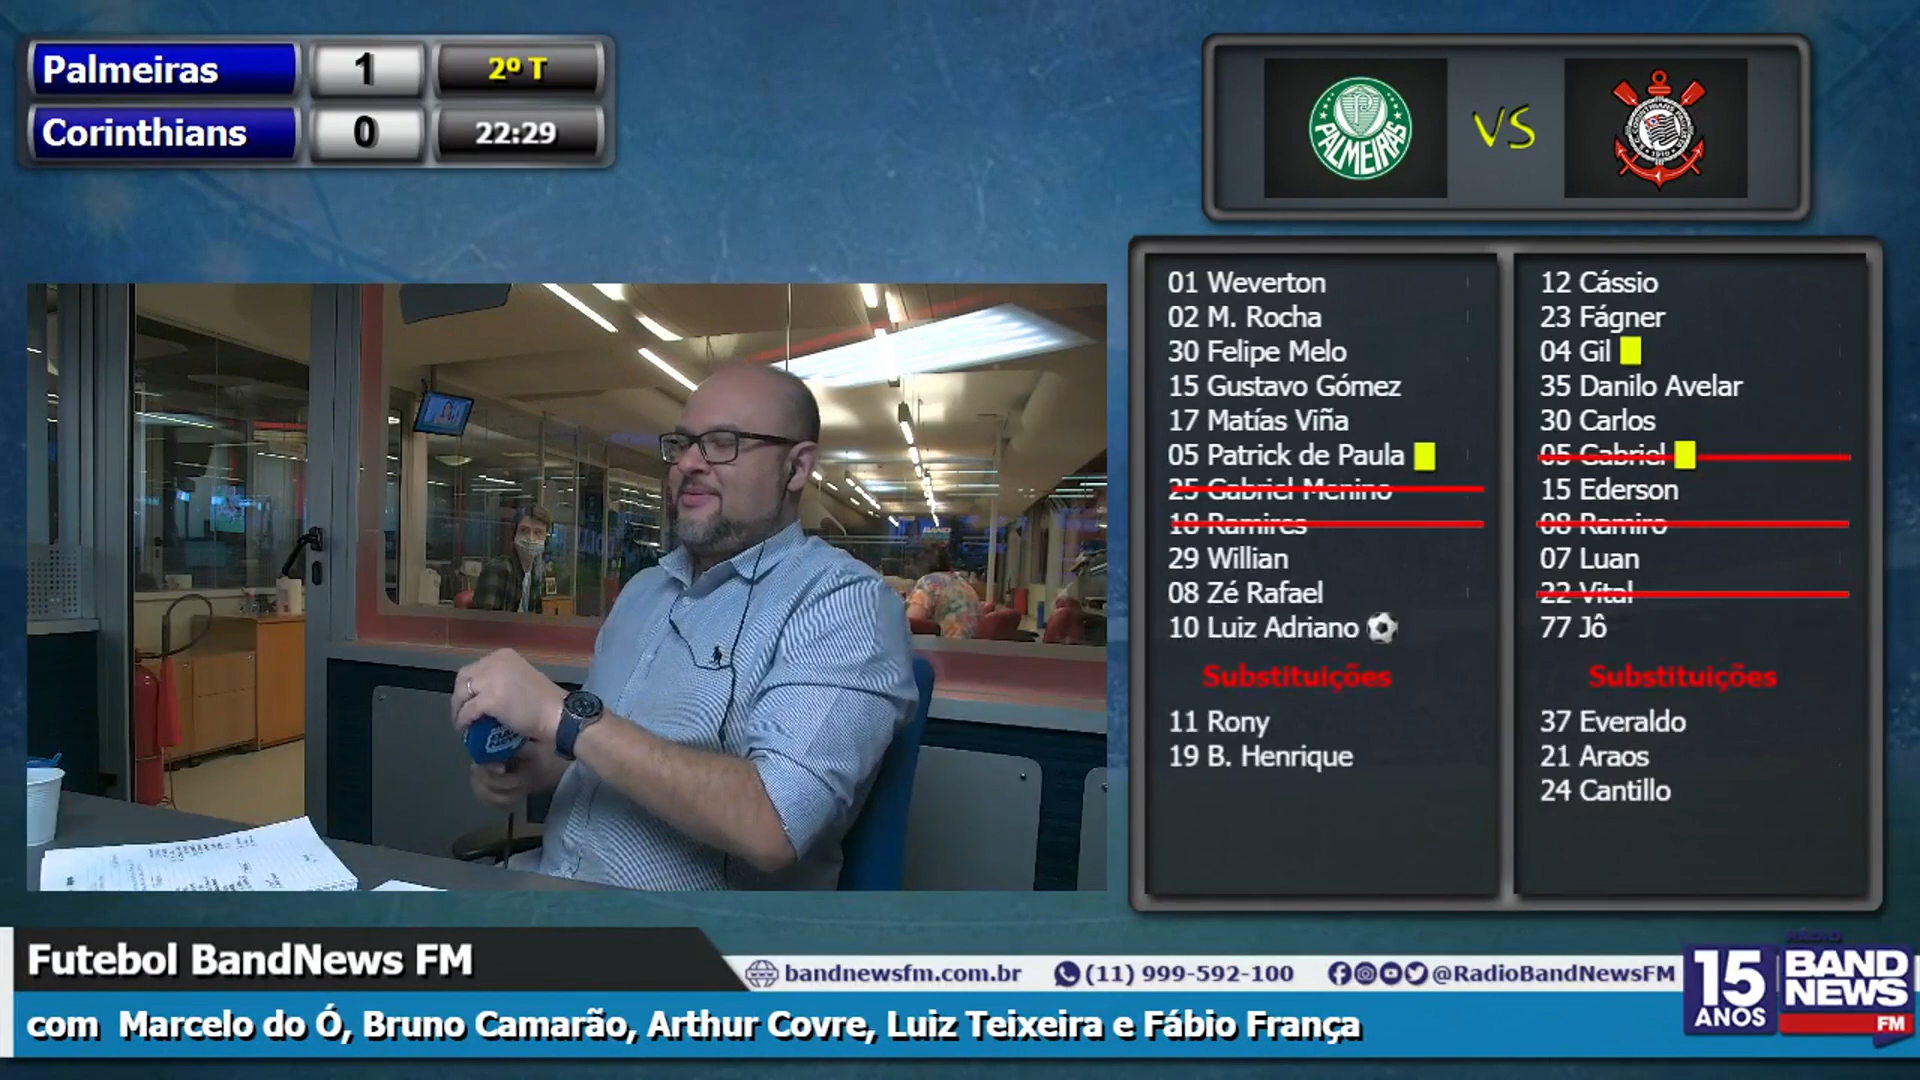 Palmeiras 1 2º T
Corinthians 0 22:29
PALMEIRAS
VS
01 Weverton
02 M. Rocha
30 Felipe Melo
15 Gustavo Gómez
17 Matías Viña
05 Patrick de Paula
25 Gabriel Menino
18 Ramires
29 Willian
08 Zé Rafael
10 Luiz Adriano
Substituições
11 Rony
19 B. Henrique
12 Cássio
23 Fágner
04 Gil
35 Danilo Avelar
30 Carlos
05 Gabriel
15 Ederson
08 Ramiro
07 Luan
22 Vital
77 Jô
Substituições
37 Everaldo
21 Araos
24 Cantillo
Futebol BandNews FM
bandnewsfm.com.br (11) 999-592-100 @RadioBandNewsFM
com Marcelo do Ó, Bruno Camarão, Arthur Covre, Luiz Teixeira e Fábio França
15
ANOS
RÁDIO
BAND
NEWS
FM